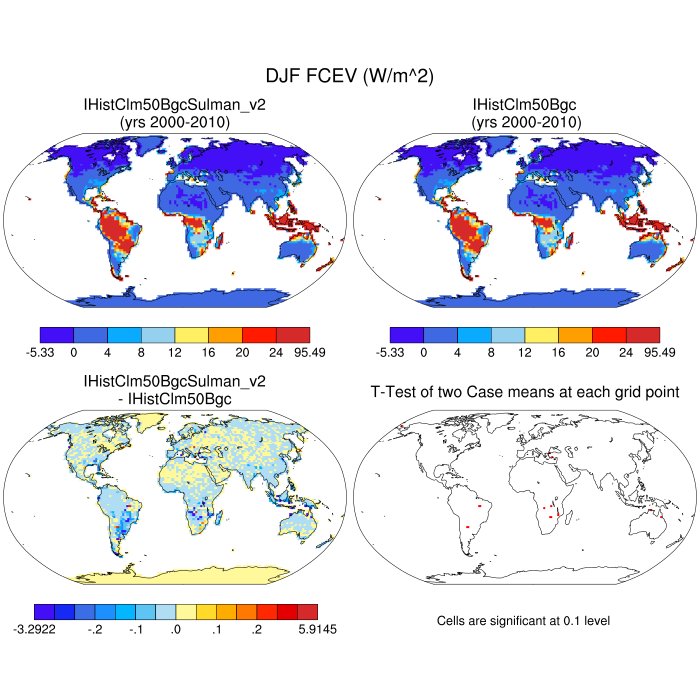 DJF FCEV (W/m^2)
IHistClm50BgcSulman_v2
(yrs 2000-2010)
IHistClm50Bgc
(yrs 2000-2010)
-5.33 0 4 8 12 16 20 24 95.49
-5.33 0 4 8 12 16 20 24 95.49
IHistClm50BgcSulman_v2
- IHistClm50Bgc
T-Test of two Case means at each grid point
-3.2922 -.2 -.1 .0 .1 .2 5.9145
Cells are significant at 0.1 level